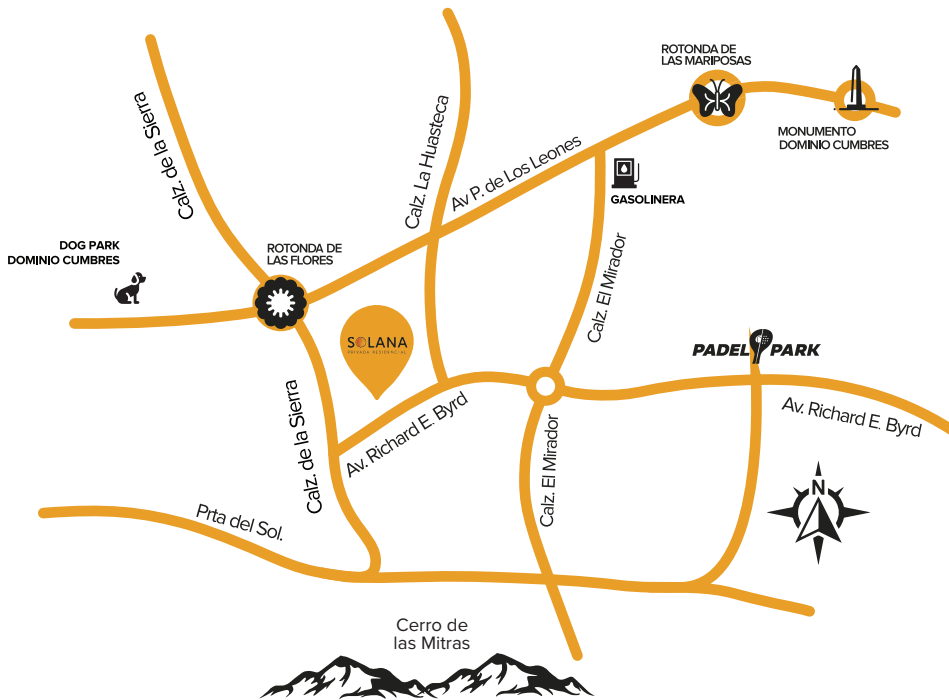 ROTONDA DE
LAS MARIPOSAS
MONUMENTO
DOMINIO CUMBRES
Calz. de la Sierra
Calz. La Huasteca
Av P. de Los Leones
GASOLINERA
DOG PARK
DOMINIO CUMBRES
ROTONDA DE
LAS FLORES
Calz. El Mirador
SOLANA
PRIVADA RESIDENCIAL
PADEL PARK
Calz. de la Sierra
Av. Richard E. Byrd
Av. Richard E. Byrd
Calz. El Mirador
Prta del Sol.
N
Cerro de
las Mitras